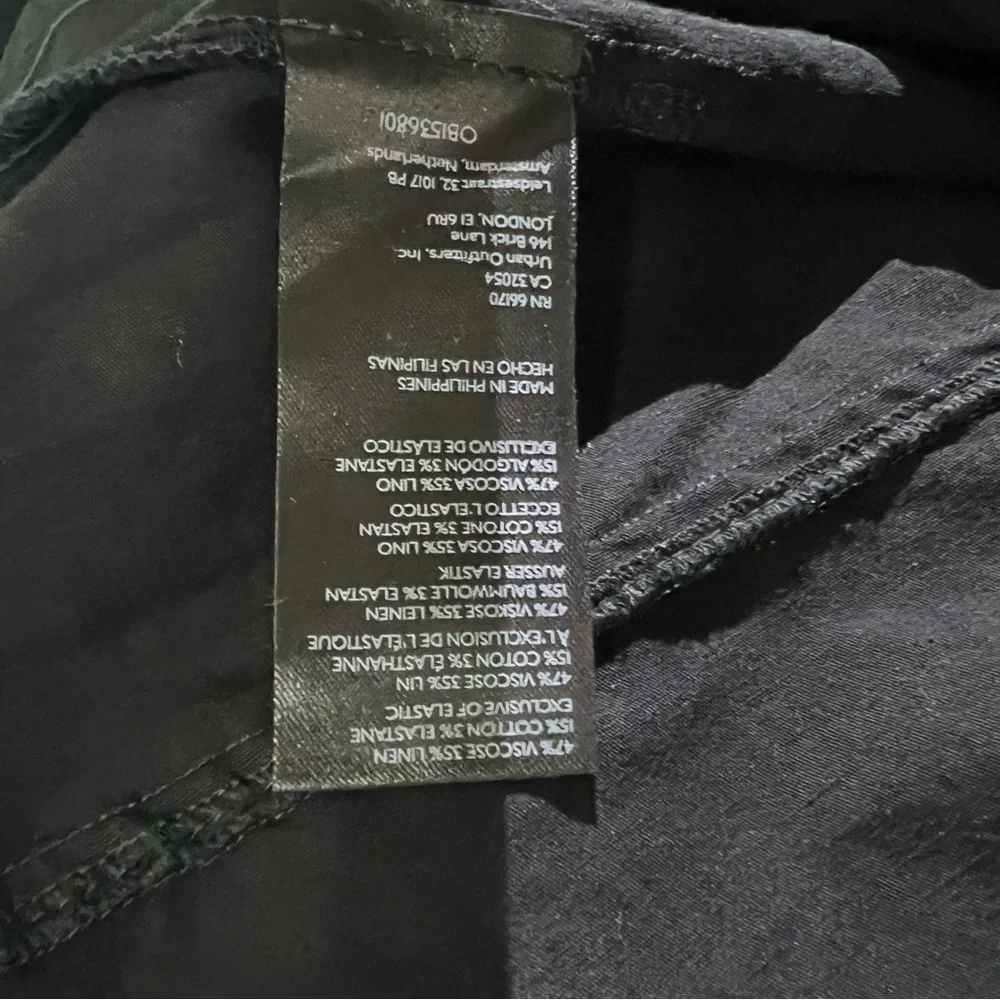 47% VISCOSE 35% LINEN
15% COTTON 3% ELASTANE
EXCLUSIVE OF ELASTIC
47% VISCOSE 35% LIN
15% COTON 3% ÉLASTHANNE
À L'EXCLUSION DE L'ÉLASTIQUE
47% VISKOSE 35% LEINEN
15% BAUMWOLLE 3% ELASTAN
AUSSER ELASTIK
47% VISCOSA 35% LINO
15% COTONE 3% ELASTAN
ECCETTO L'ELASTICO
47% VISCOSA 35% LINO
15% ALGODÓN 3% ELASTANE
EXCLUSIVO DE ELÁSTICO
MADE IN PHILIPPINES
HECHO EN LAS FILIPINAS
RN 66170
CA 32054
Urban Outfitters, Inc.
146 Brick Lane
LONDON, E1 6RU
Leidsestraat 32, 1017 PB
Amsterdam, Netherlands
OB1536801